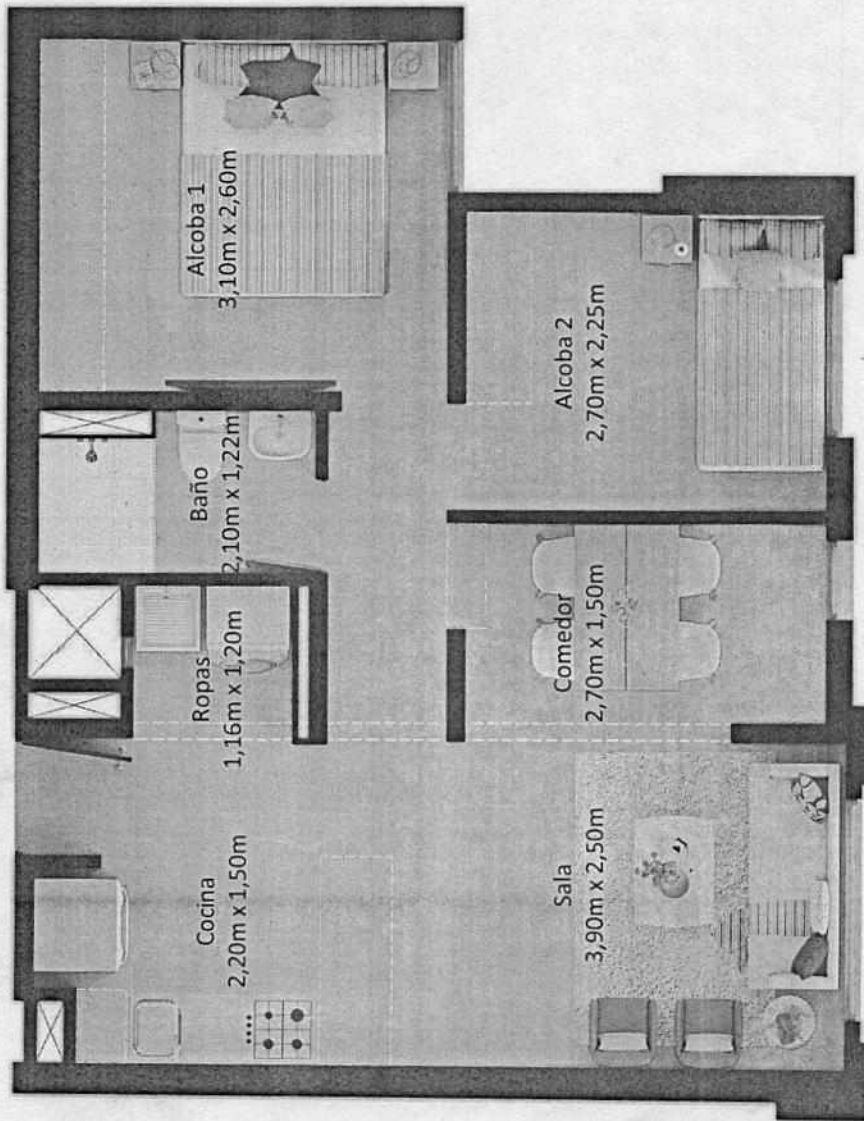 Alcoba 1
3,10m x 2,60m
Baño
2,10m x 1,22m
Ropas
1,16m x 1,20m
Cocina
2,20m x 1,50m
Alcoba 2
2,70m x 2,25m
Comedor
2,70m x 1,50m
Sala
3,90m x 2,50m